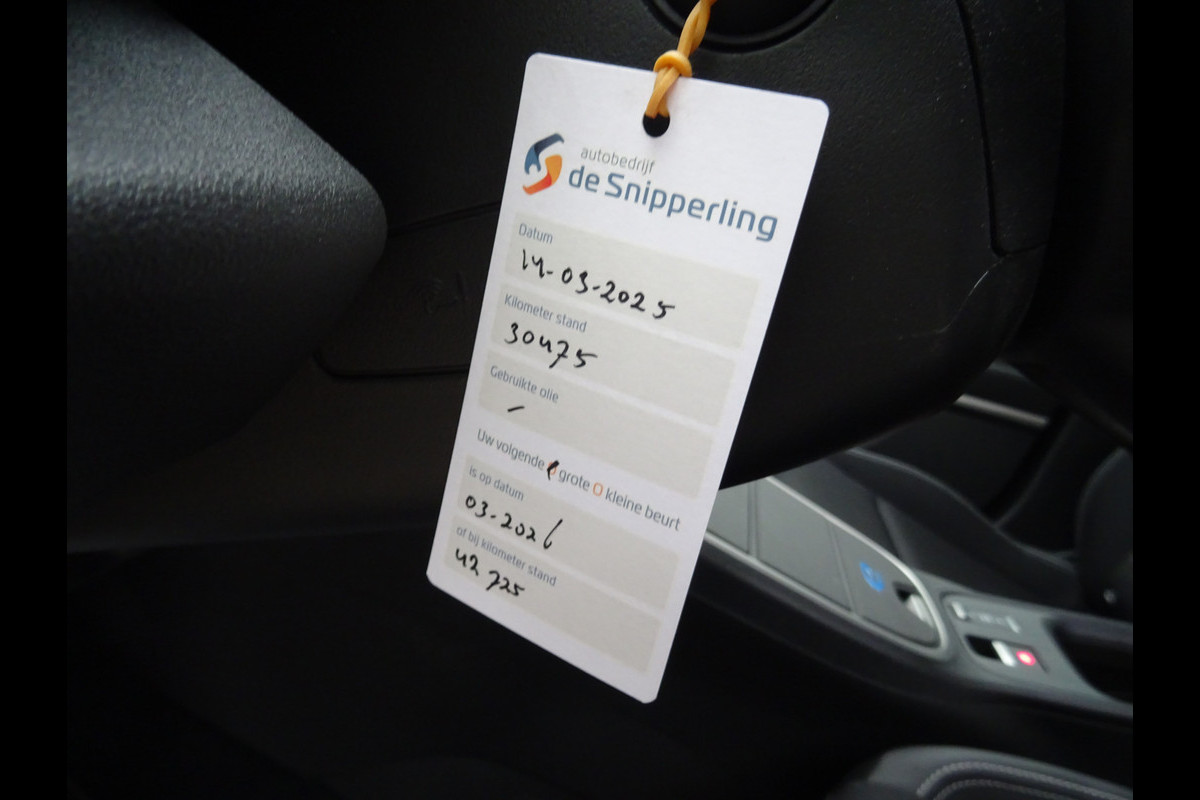 autobedrijf
de Snipperling
Datum
14-03-2025
Kilometer stand
30475
Gebruikte olie
-
Uw volgende O grote O kleine beurt
is op datum
03-2026
of bij kilometer stand
42725